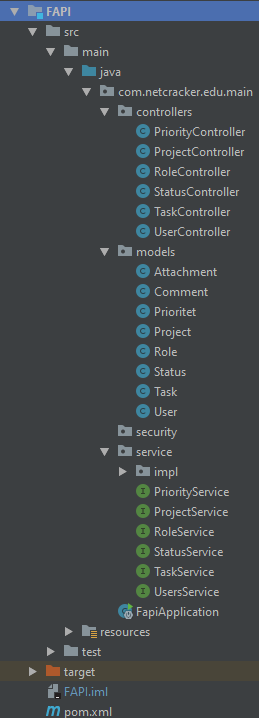 FAPI
src
main
java
com.netcracker.edu.main
controllers
PriorityController
ProjectController
RoleController
StatusController
TaskController
UserController
models
Attachment
Comment
Prioritet
Project
Role
Status
Task
User
security
service
impl
PriorityService
ProjectService
RoleService
StatusService
TaskService
UsersService
FapiApplication
resources
test
target
FAPI.iml
pom.xml